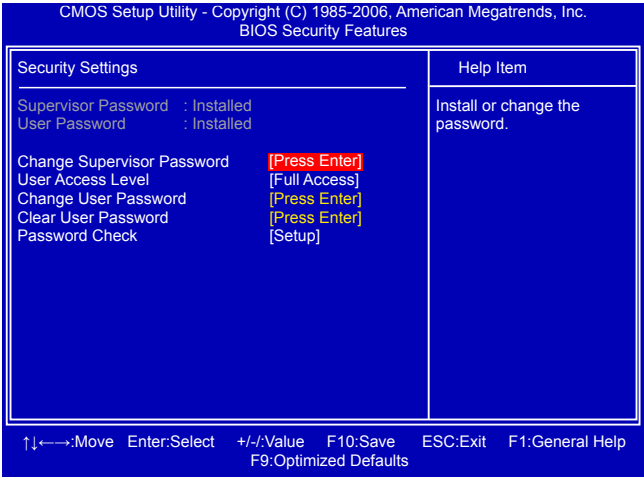 CMOS Setup Utility - Copyright (C) 1985-2006, American Megatrends, Inc.
BIOS Security Features
Security Settings
Supervisor Password : Installed
User Password : Installed
Change Supervisor Password [Press Enter]
User Access Level [Full Access]
Change User Password [Press Enter]
Clear User Password [Press Enter]
Password Check [Setup]
Help Item
Install or change the
password.
↑↓←→:Move Enter:Select +/-/:Value F10:Save ESC:Exit F1:General Help
F9:Optimized Defaults